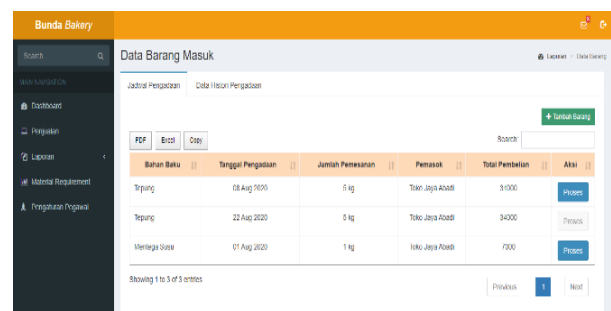 Bunda Bakery
Search
Data Barang Masuk
Laporan > Data Barang
MAIN NAVIGATION
Jadwal Pengadaan Data Histori Pengadaan
Dashboard
+ Tambah Barang
Penjualan
PDF Excel Copy
Search:
Laporan
Bahan Baku Tanggal Pengadaan Jumlah Pemesanan Pemasok Total Pembelian Aksi
Material Requirement
Tepung 08 Aug 2020 5 kg Toko Jaya Abadi 31000 Proses
Pengaturan Pegawai
Tepung 22 Aug 2020 kg Toko Jaya Abadi Proses
Mentega Susu 01 Aug 2020 1 kg Toko Jaya Abadi 7000 Proses
Showing 1 to 3 of 3 entries
Previous 1 Next